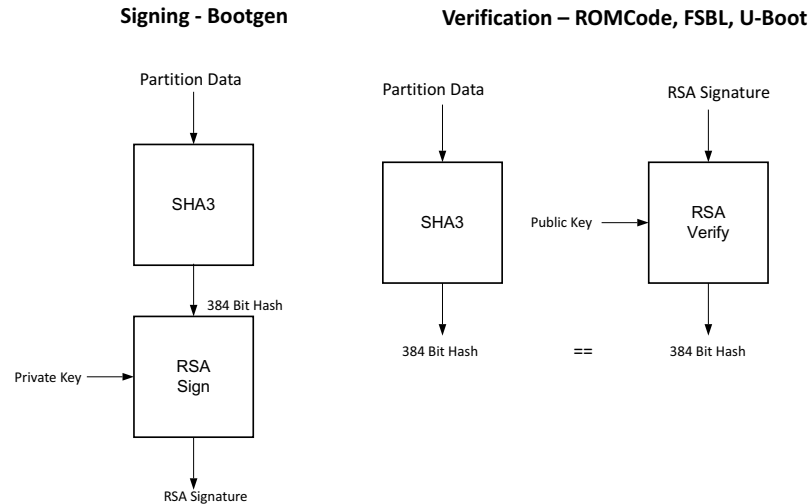 Signing - Bootgen
Partition Data
SHA3
384 Bit Hash
Private Key
RSA
Sign
RSA Signature
Verification – ROMCode, FSBL, U-Boot
Partition Data
SHA3
384 Bit Hash
==
RSA Signature
Public Key
RSA
Verify
384 Bit Hash